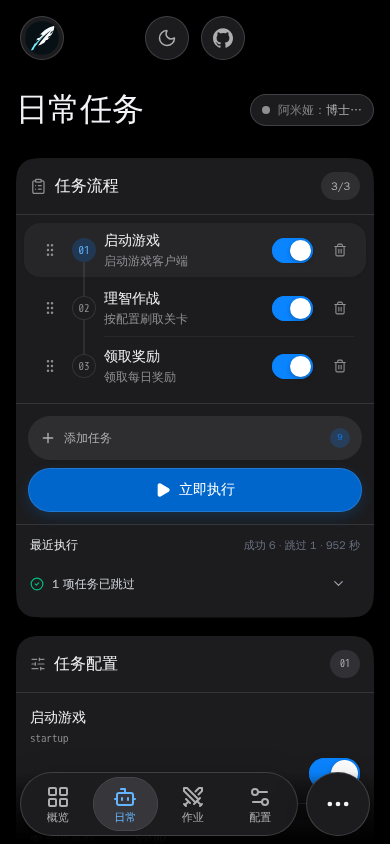 日常任务
阿米娅：博士…
任务流程
3/3
01
启动游戏
启动游戏客户端
02
理智作战
按配置刷取关卡
03
领取奖励
领取每日奖励
添加任务
9
立即执行
最近执行
成功 6 · 跳过 1 · 952 秒
1 项任务已跳过
任务配置
01
启动游戏
startup
概览
日常
作业
配置